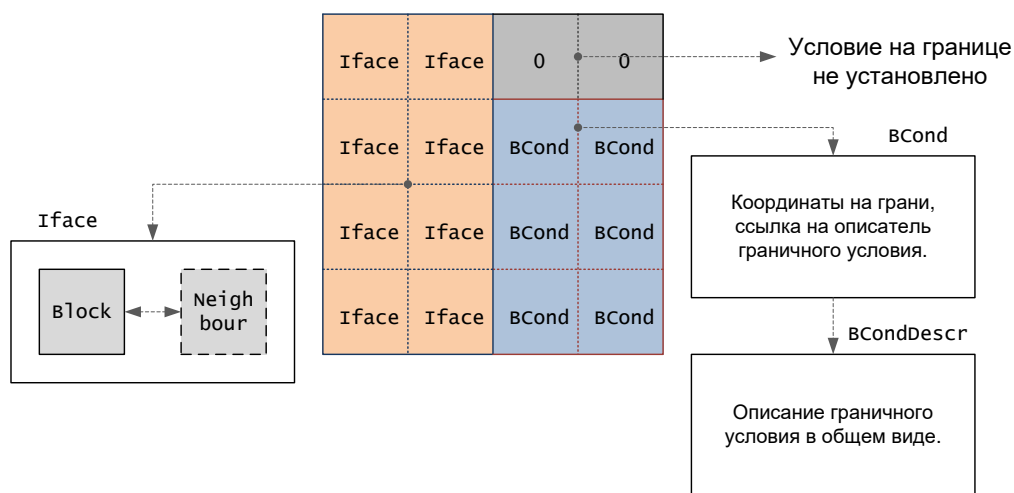 Iface Iface 0 0
Условие на границе
не установлено
Iface Iface BCond BCond
BCond
Координаты на грани,
ссылка на описатель
граничного условия.
Iface
Iface Iface BCond BCond
Block
Neigh
bour
Iface Iface BCond BCond
BCondDescr
Описание граничного
условия в общем виде.